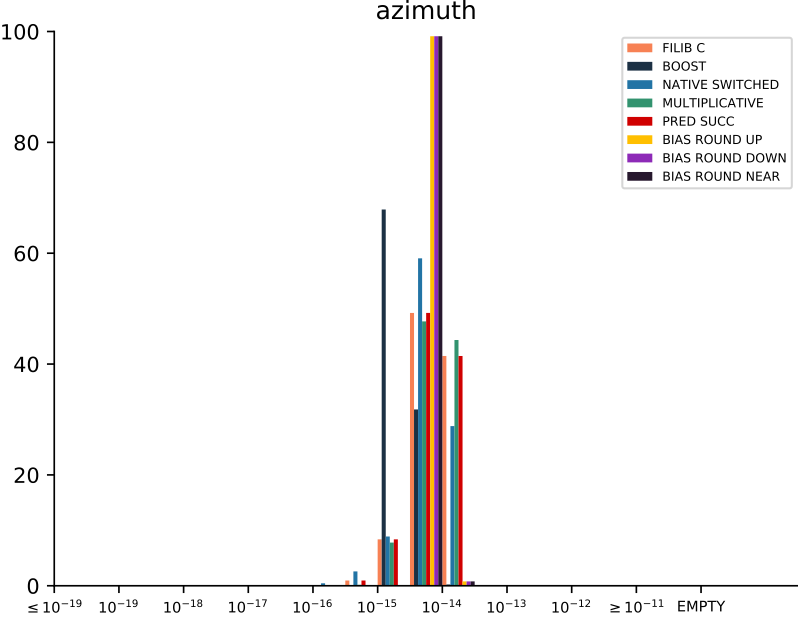 azimuth
100
80
60
40
20
0
FILIB C
BOOST
NATIVE SWITCHED
MULTIPLICATIVE
PRED SUCC
BIAS ROUND UP
BIAS ROUND DOWN
BIAS ROUND NEAR
≤ 10⁻¹⁹ 10⁻¹⁹ 10⁻¹⁸ 10⁻¹⁷ 10⁻¹⁶ 10⁻¹⁵ 10⁻¹⁴ 10⁻¹³ 10⁻¹² ≥ 10⁻¹¹ EMPTY